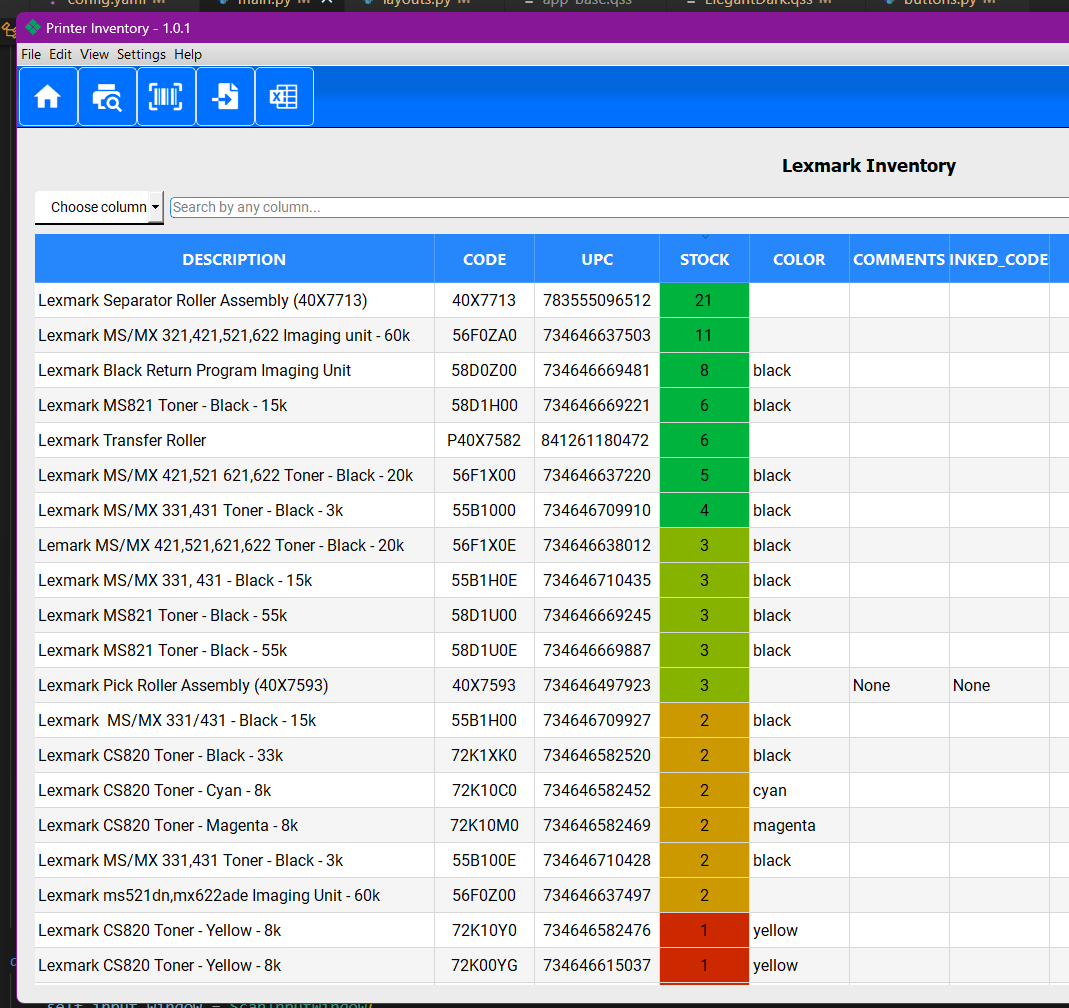 config.yaml M main.py M layouts.py M app_base.qss ElegantDark.qss M buttons.py M
Printer Inventory - 1.0.1
File Edit View Settings Help
Lexmark Inventory
Choose column Search by any column...
DESCRIPTION CODE UPC STOCK COLOR COMMENTS INKED_CODE
Lexmark Separator Roller Assembly (40X7713) 40X7713 783555096512 21
Lexmark MS/MX 321,421,521,622 Imaging unit - 60k 56F0ZA0 734646637503 11
Lexmark Black Return Program Imaging Unit 58D0Z00 734646669481 8 black
Lexmark MS821 Toner - Black - 15k 58D1H00 734646669221 6 black
Lexmark Transfer Roller P40X7582 841261180472 6
Lexmark MS/MX 421,521 621,622 Toner - Black - 20k 56F1X00 734646637220 5 black
Lexmark MS/MX 331,431 Toner - Black - 3k 55B1000 734646709910 4 black
Lemark MS/MX 421,521,621,622 Toner - Black - 20k 56F1X0E 734646638012 3 black
Lexmark MS/MX 331, 431 - Black - 15k 55B1H0E 734646710435 3 black
Lexmark MS821 Toner - Black - 55k 58D1U00 734646669245 3 black
Lexmark MS821 Toner - Black - 55k 58D1U0E 734646669887 3 black
Lexmark Pick Roller Assembly (40X7593) 40X7593 734646497923 3 None None
Lexmark  MS/MX 331/431 - Black - 15k 55B1H00 734646709927 2 black
Lexmark CS820 Toner - Black - 33k 72K1XK0 734646582520 2 black
Lexmark CS820 Toner - Cyan - 8k 72K10C0 734646582452 2 cyan
Lexmark CS820 Toner - Magenta - 8k 72K10M0 734646582469 2 magenta
Lexmark MS/MX 331,431 Toner - Black - 3k 55B100E 734646710428 2 black
Lexmark ms521dn,mx622ade Imaging Unit - 60k 56F0Z00 734646637497 2
Lexmark CS820 Toner - Yellow - 8k 72K10Y0 734646582476 1 yellow
Lexmark CS820 Toner - Yellow - 8k 72K00YG 734646615037 1 yellow
self.input_window = ScanInputWindow(